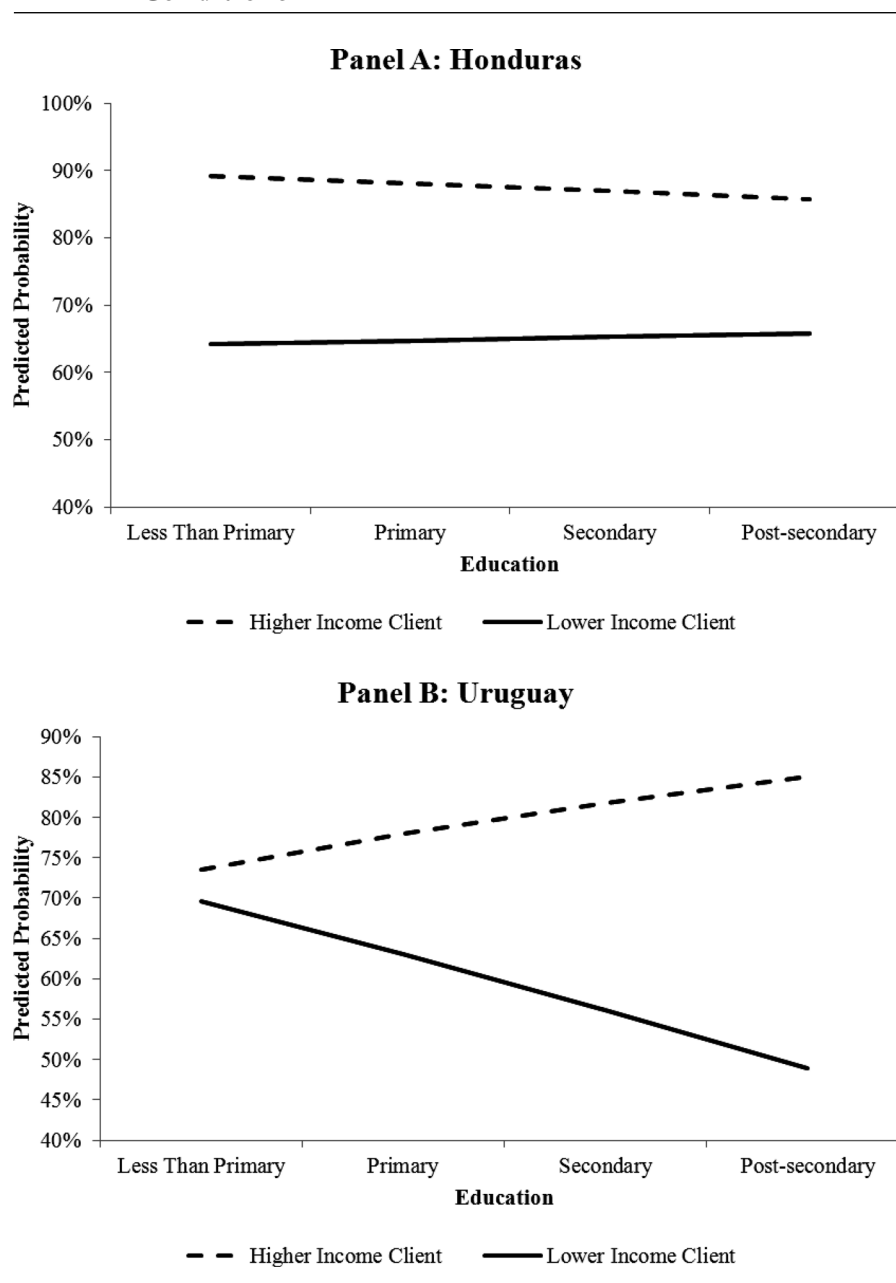 Panel A: Honduras
100%
90%
80%
70%
60%
50%
40%
Predicted Probability
Less Than Primary Primary Secondary Post-secondary
Education
Higher Income Client Lower Income Client
Panel B: Uruguay
90%
85%
80%
75%
70%
65%
60%
55%
50%
45%
40%
Predicted Probability
Less Than Primary Primary Secondary Post-secondary
Education
Higher Income Client Lower Income Client